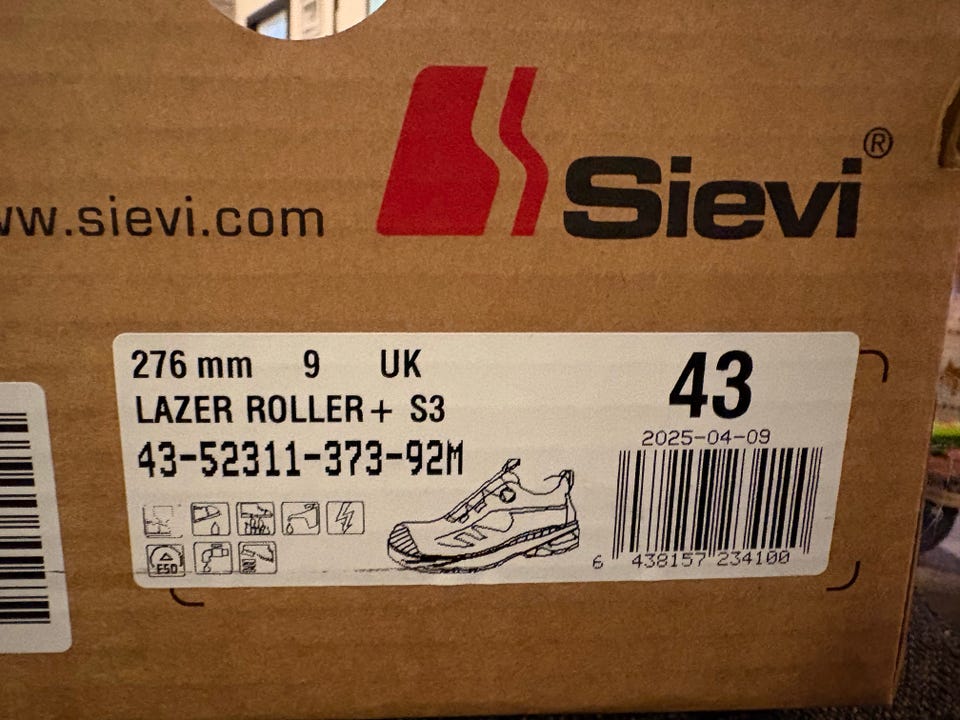 Sievi®
ww.sievi.com
276 mm 9 UK
43
LAZER ROLLER+ S3
2025-04-09
43-52311-373-92M
ESD
6 438157 234100